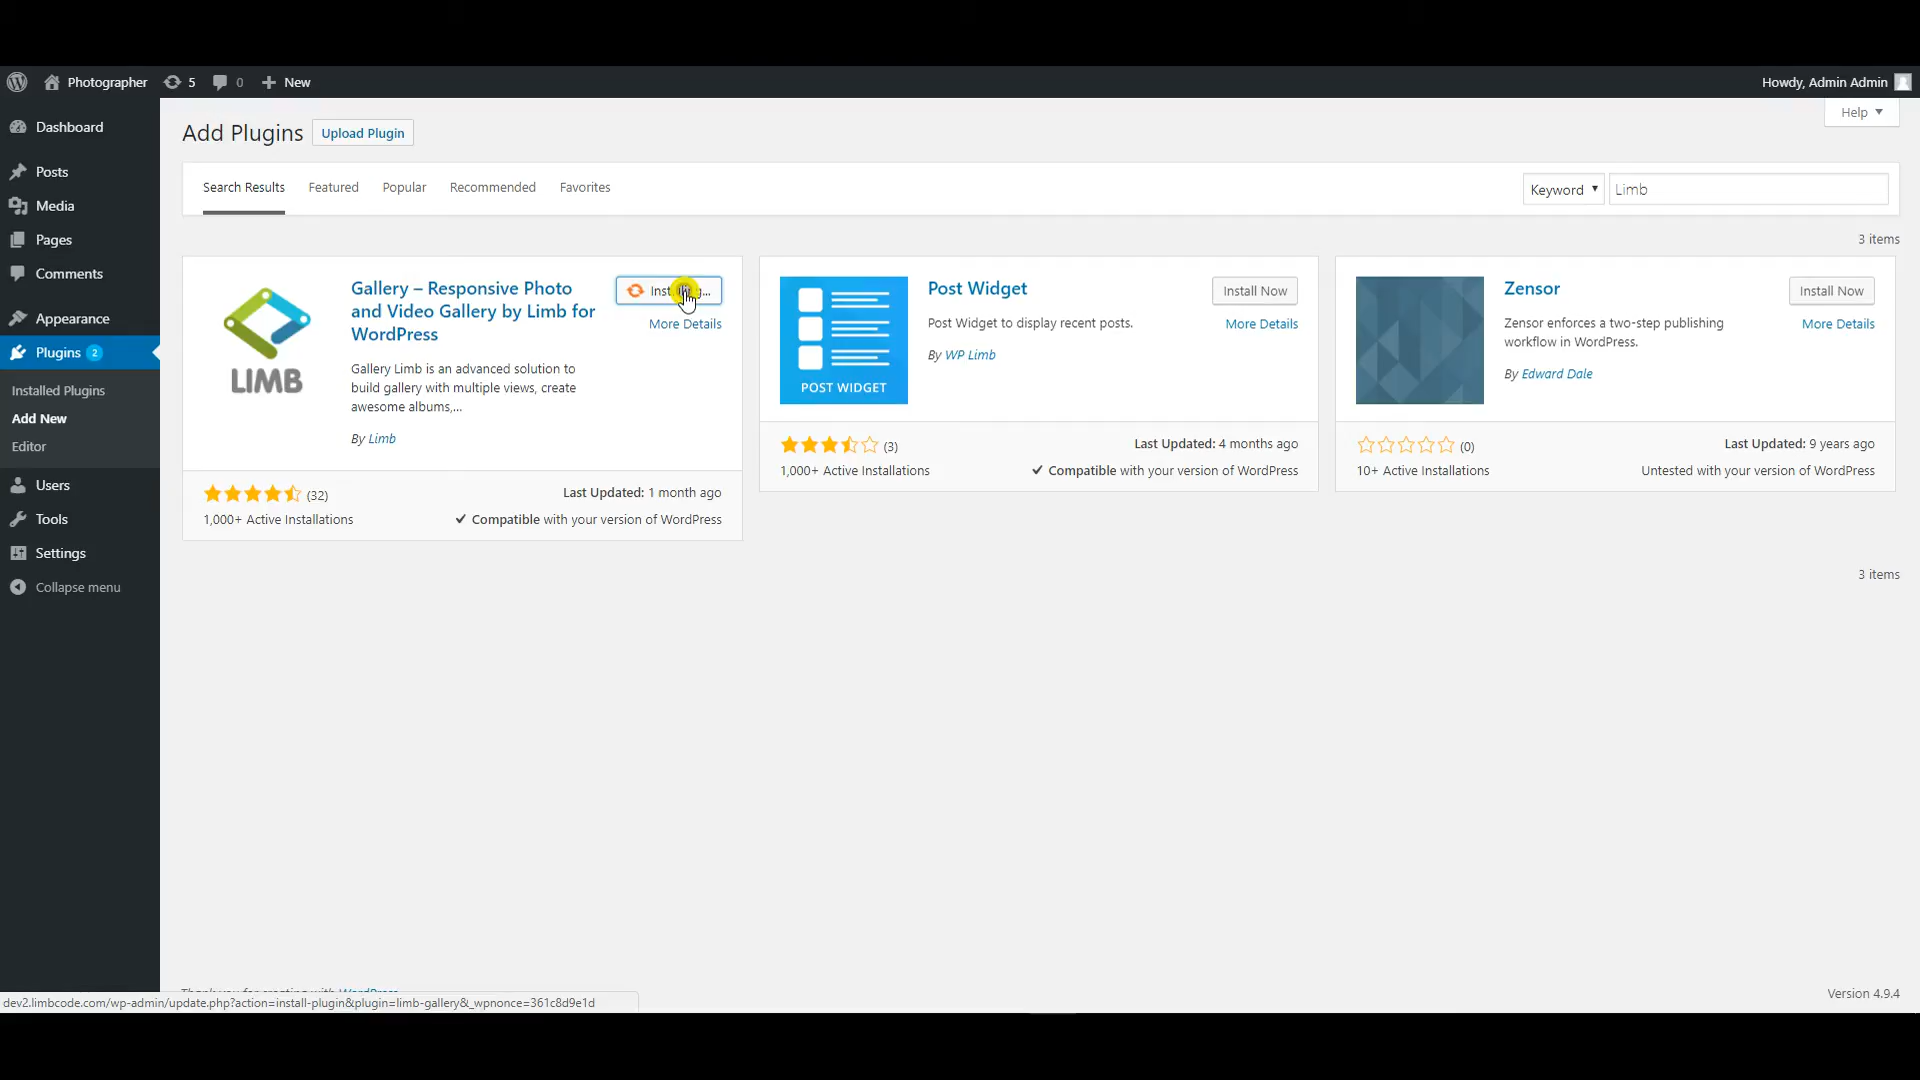 Photographer 5 0 New Howdy, Admin Admin
Help
Dashboard
Posts
Media
Pages
Comments
Appearance
Plugins 2
Installed Plugins
Add New
Editor
Users
Tools
Settings
Collapse menu
Add Plugins Upload Plugin
Search Results Featured Popular Recommended Favorites Keyword Limb
3 items
LIMB
Gallery – Responsive Photo
and Video Gallery by Limb for
WordPress
More Details
Gallery Limb is an advanced solution to
build gallery with multiple views, create
awesome albums,...
By Limb
(32)
Last Updated: 1 month ago
1,000+ Active Installations
Compatible with your version of WordPress
POST WIDGET
Post Widget
Install Now
More Details
Post Widget to display recent posts.
By WP Limb
(3)
Last Updated: 4 months ago
1,000+ Active Installations
Compatible with your version of WordPress
Zensor
Install Now
More Details
Zensor enforces a two-step publishing
workflow in WordPress.
By Edward Dale
(0)
Last Updated: 9 years ago
10+ Active Installations
Untested with your version of WordPress
3 items
Version 4.9.4
dev2.limbcode.com/wp-admin/update.php?action=install-plugin&plugin=limb-gallery&_wpnonce=361c8d9e1d